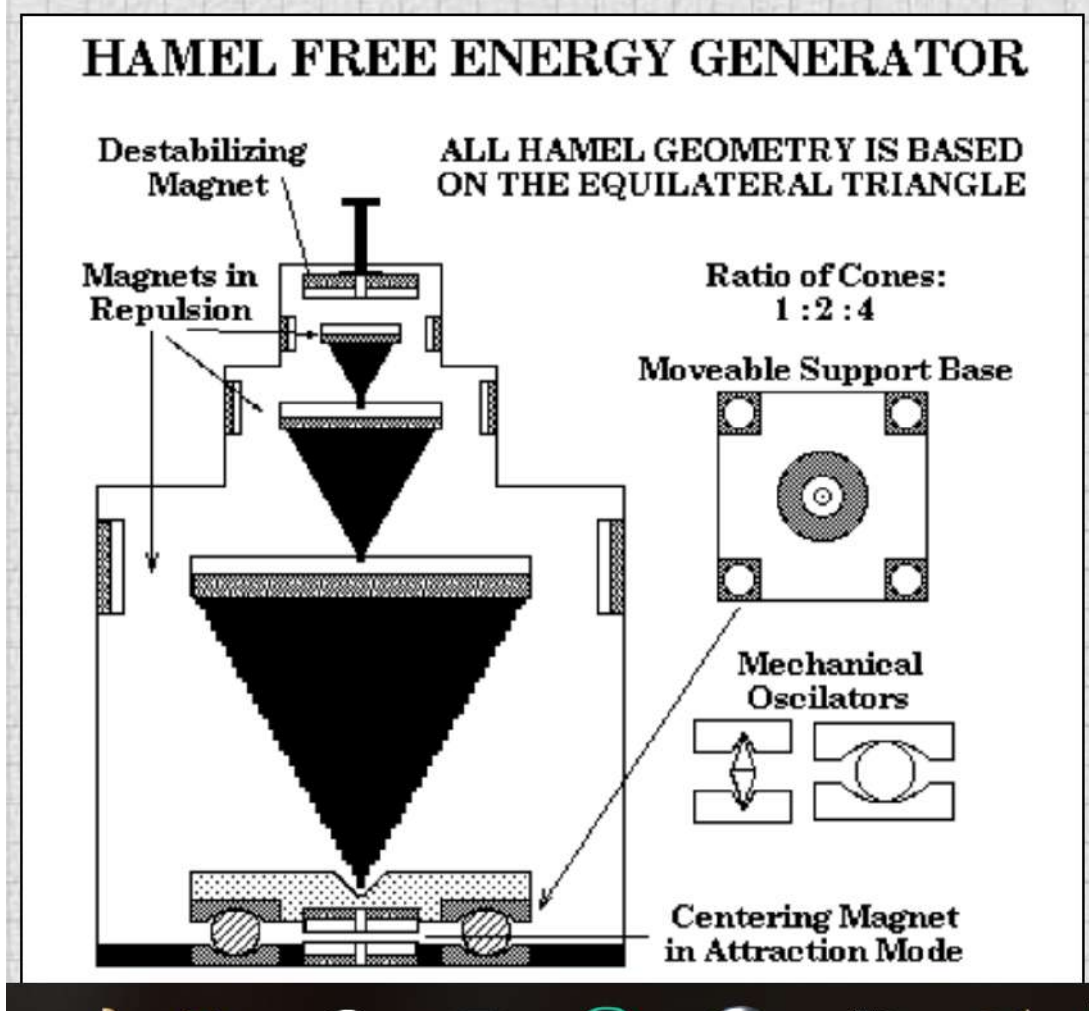 HAMEL FREE ENERGY GENERATOR
Destabilizing
Magnet
ALL HAMEL GEOMETRY IS BASED
ON THE EQUILATERAL TRIANGLE
Magnets in
Repulsion
Ratio of Cones:
1 : 2 : 4
Moveable Support Base
Mechanical
Oscilators
Centering Magnet
in Attraction Mode